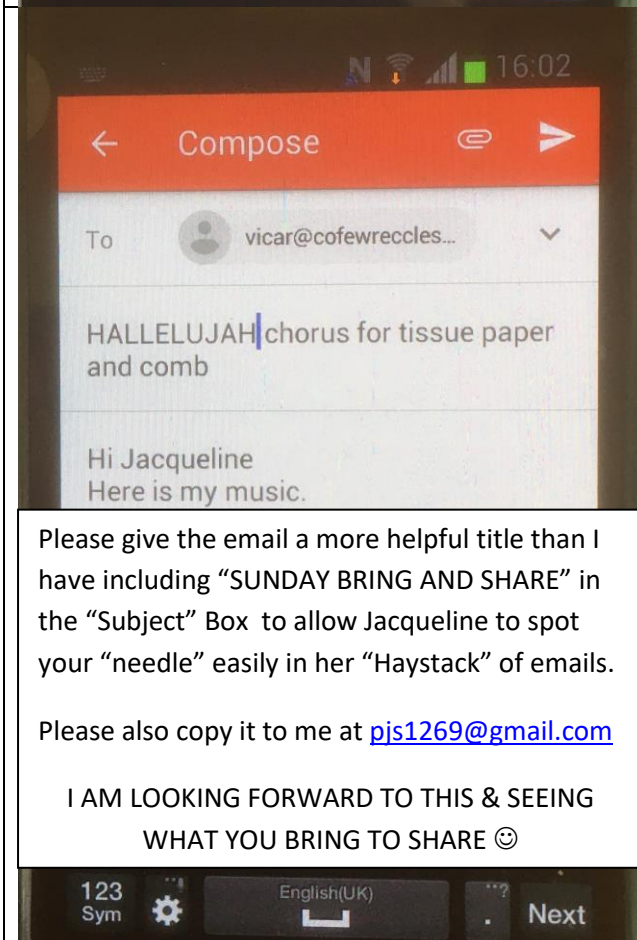 N 16:02
Compose
To vicar@cofewreccles...
HALLELUJAH chorus for tissue paper
and comb
Hi Jacqueline
Here is my music.
Please give the email a more helpful title than I
have including “SUNDAY BRING AND SHARE” in
the “Subject” Box to allow Jacqueline to spot
your “needle” easily in her “Haystack” of emails.
Please also copy it to me at pjs1269@gmail.com
I AM LOOKING FORWARD TO THIS & SEEING
WHAT YOU BRING TO SHARE ☺
123 English(UK) ..?
Sym . Next